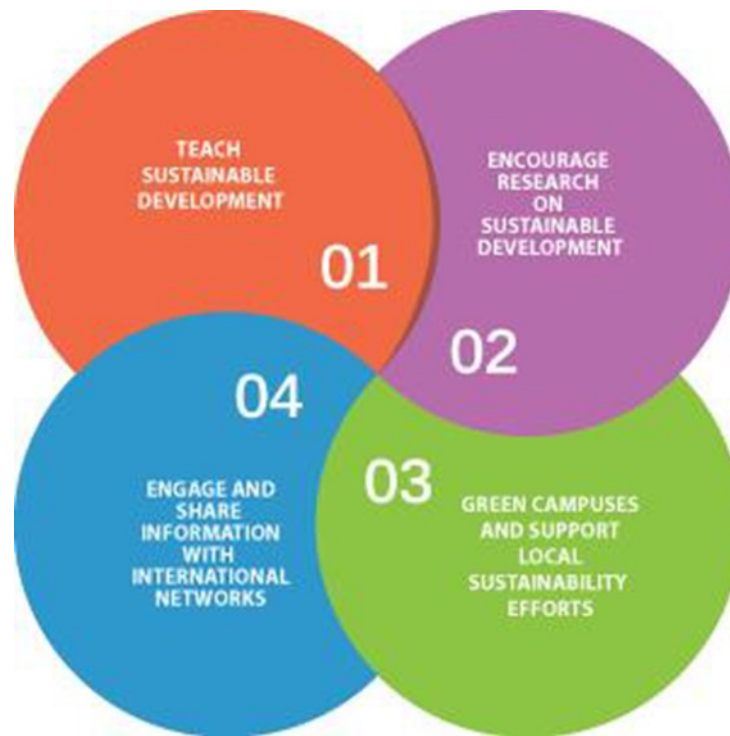 TEACH
SUSTAINABLE
DEVELOPMENT
01
ENCOURAGE
RESEARCH
ON
SUSTAINABLE
DEVELOPMENT
02
03
GREEN CAMPUSES
AND SUPPORT
LOCAL
SUSTAINABILITY
EFFORTS
04
ENGAGE AND
SHARE
INFORMATION
WITH
INTERNATIONAL
NETWORKS